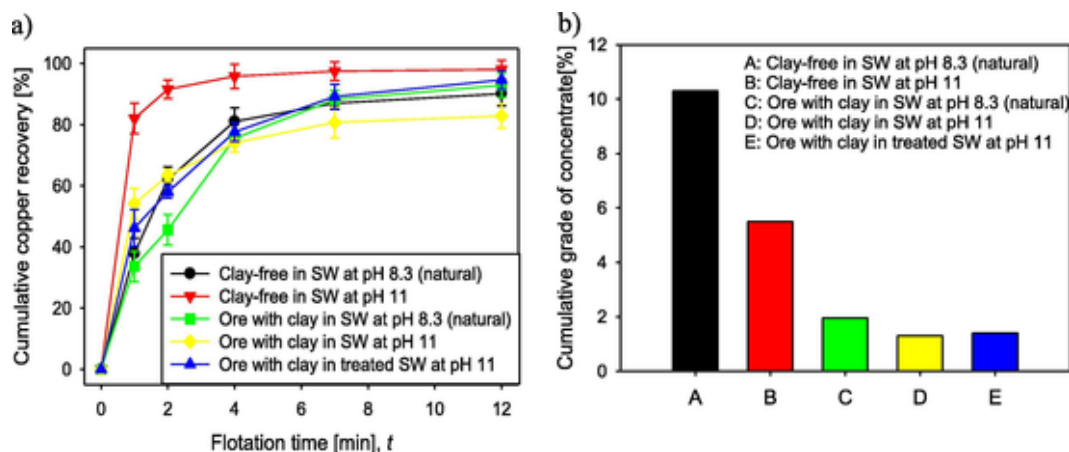 a)
Cumulative copper recovery [%]
100
80
60
40
20
0
0 2 4 6 8 10 12
Flotation time [min], t
Clay-free in SW at pH 8.3 (natural)
Clay-free in SW at pH 11
Ore with clay in SW at pH 8.3 (natural)
Ore with clay in SW at pH 11
Ore with clay in treated SW at pH 11
b)
Cumulative grade of concentrate[%]
12
10
8
6
4
2
0
A B C D E
A: Clay-free in SW at pH 8.3 (natural)
B: Clay-free in SW at pH 11
C: Ore with clay in SW at pH 8.3 (natural)
D: Ore with clay in SW at pH 11
E: Ore with clay in treated SW at pH 11